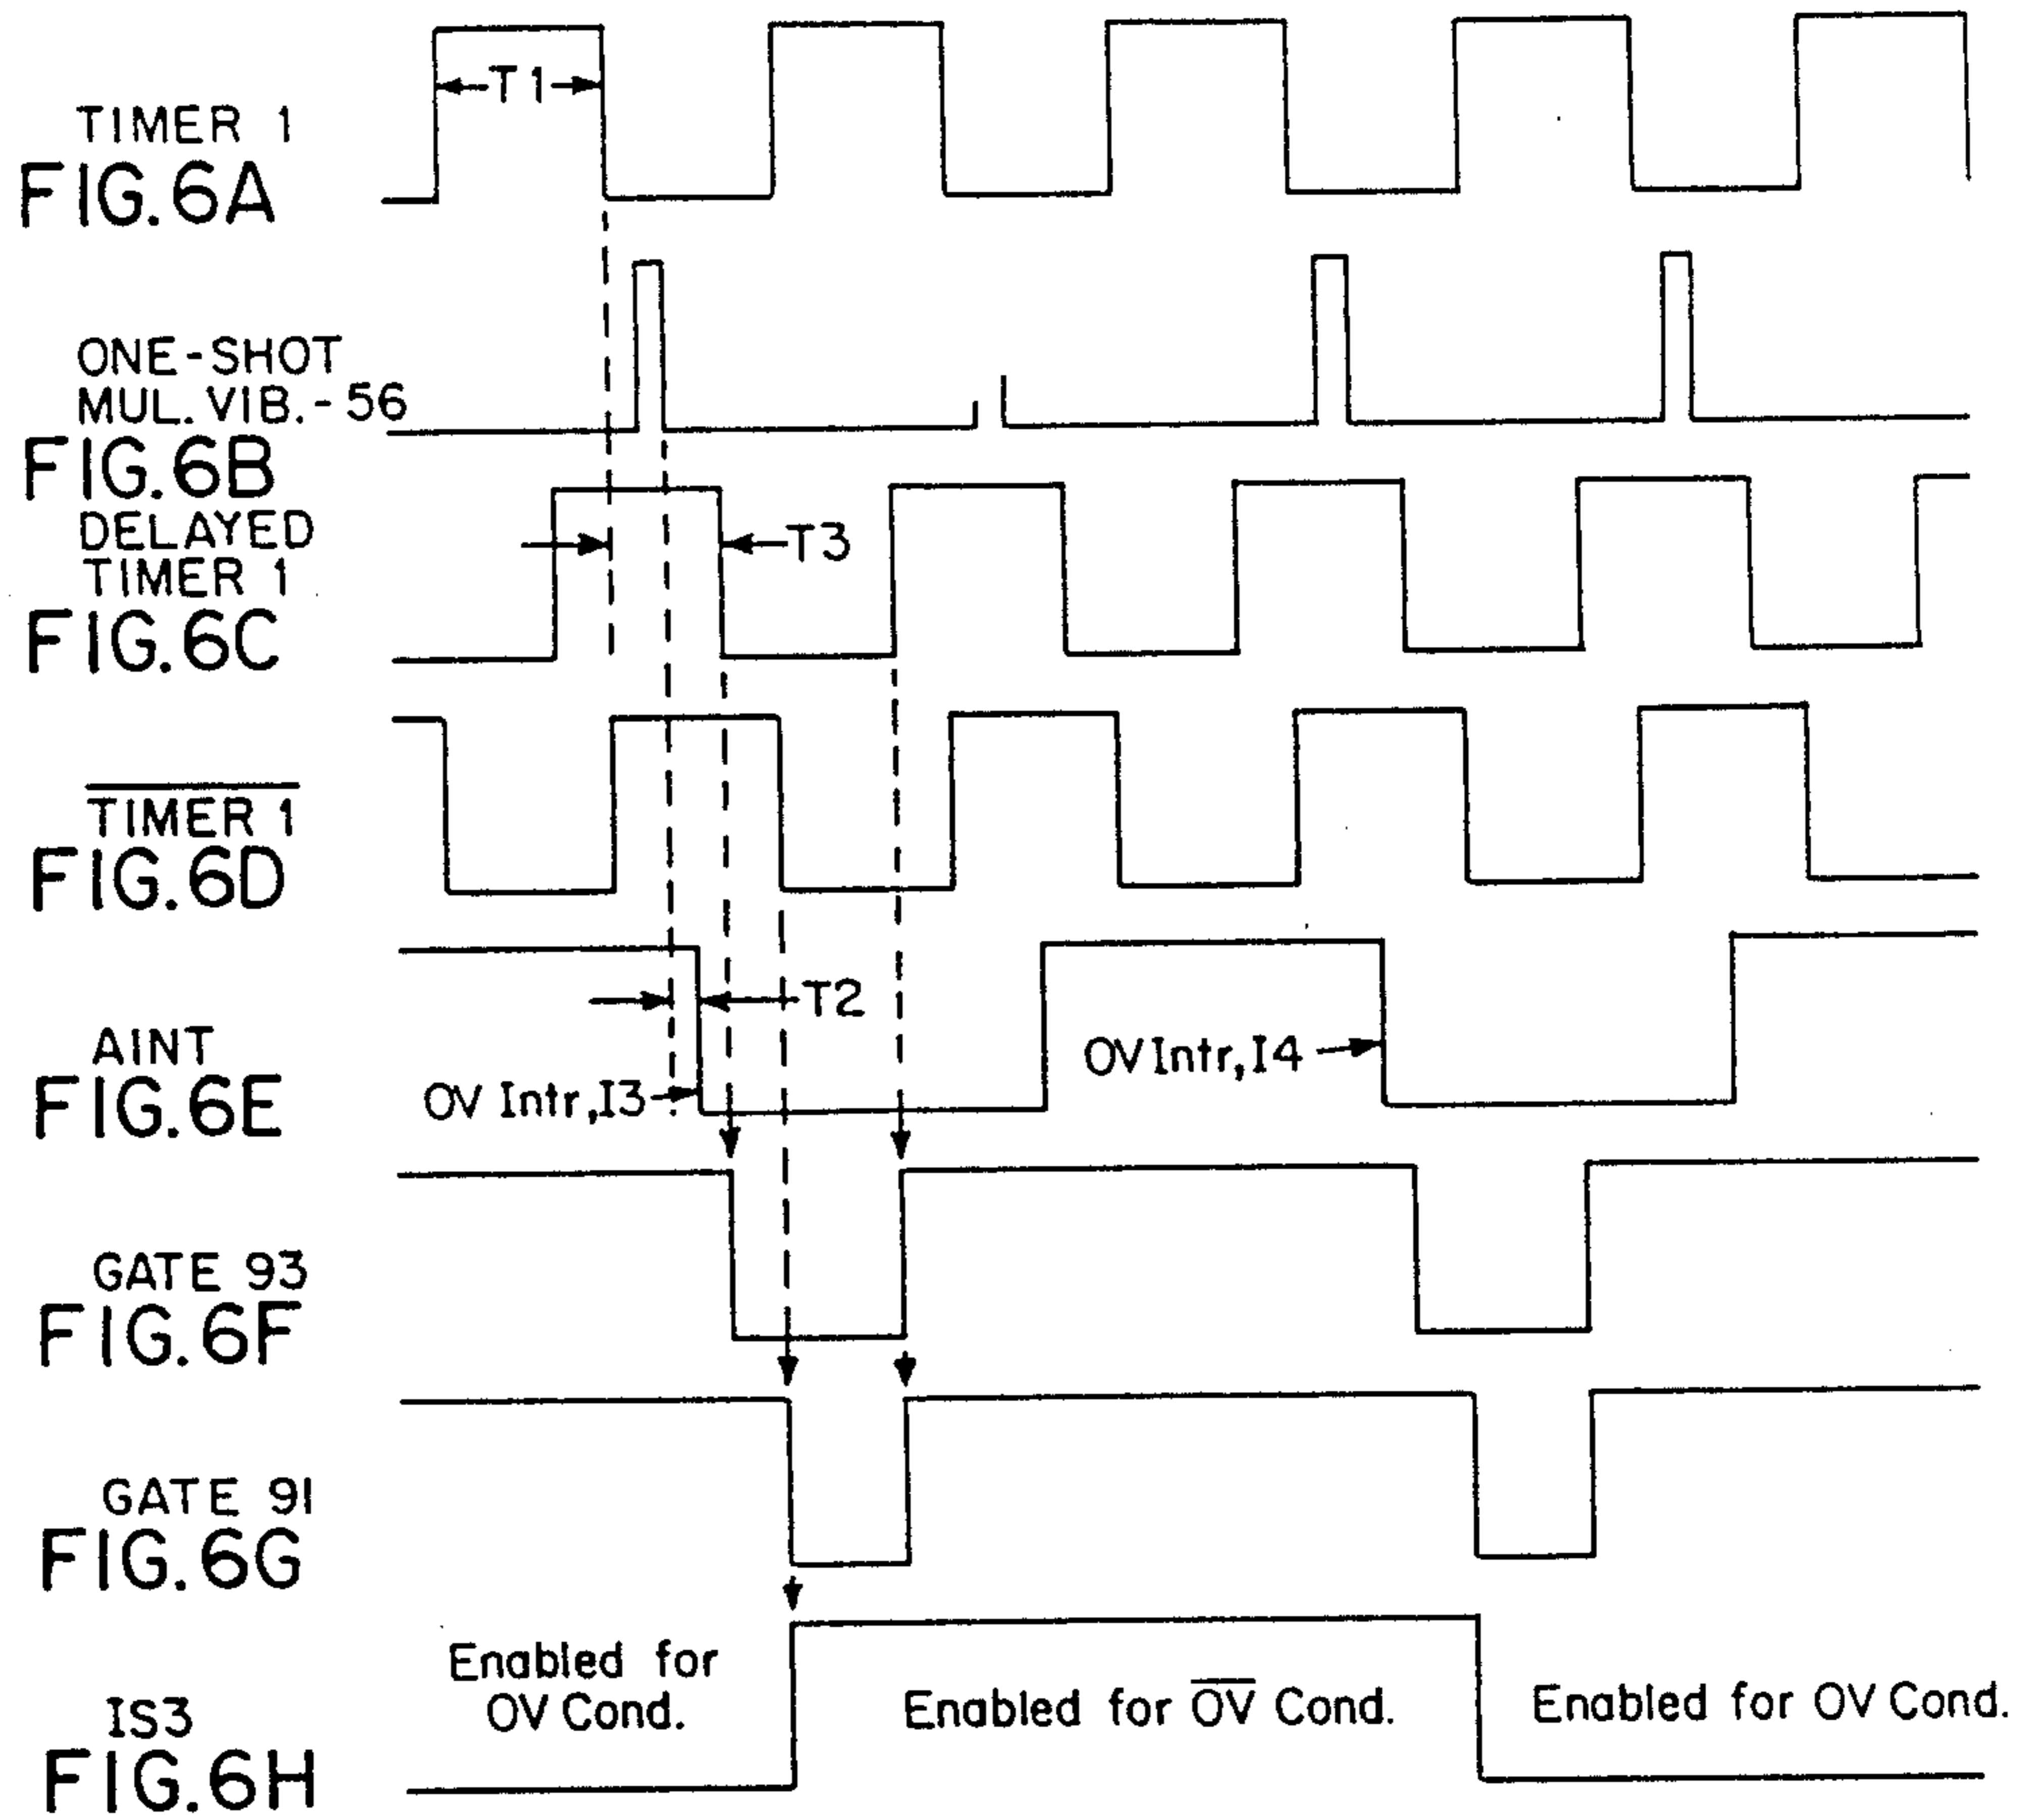 T1
TIMER 1
FIG.6A
ONE-SHOT
MUL. VIB.-56
FIG.6B
DELAYED
TIMER 1
T3
FIG.6C
T̅I̅M̅E̅R̅ ̅1̅
FIG.6D
T2
AINT
OV Intr,I4
OV Intr,I3
FIG.6E
GATE 93
FIG.6F
GATE 91
FIG.6G
Enabled for
OV Cond.
Enabled for O̅V̅ Cond.
Enabled for OV Cond.
IS3
FIG.6H